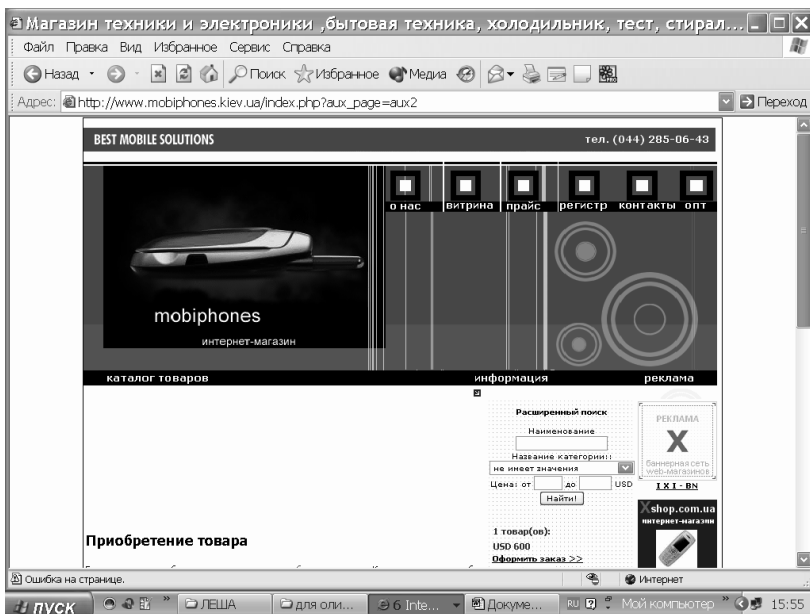 Магазин техники и электроники ,бытовая техника, холодильник, тест, стирал...
Файл Правка Вид Избранное Сервис Справка
Назад Поиск Избранное Медиа
Адрес: http://www.mobiphones.kiev.ua/index.php?aux_page=aux2 Переход
BEST MOBILE SOLUTIONS тел. (044) 285-06-43
о нас витрина прайс регистр контакты опт
mobiphones
интернет-магазин
каталог товаров информация реклама
Расширенный поиск
Наименование
Название категории::
не имеет значения
Цена: от до USD
Найти!
1 товар(ов):
USD 600
Оформить заказ >>
РЕКЛАМА
X
баннерная сеть
web-магазинов
IXI-BN
Xshop.com.ua
интернет-магазин
Приобретение товара
Ошибка на странице. Интернет
пуск ЛЕША для оли... 6 Inte... Докуме... RU Мой компьютер 15:55